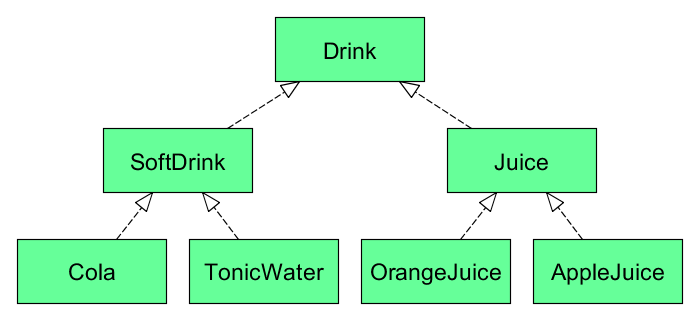 Drink
SoftDrink
Juice
Cola
TonicWater
OrangeJuice
AppleJuice